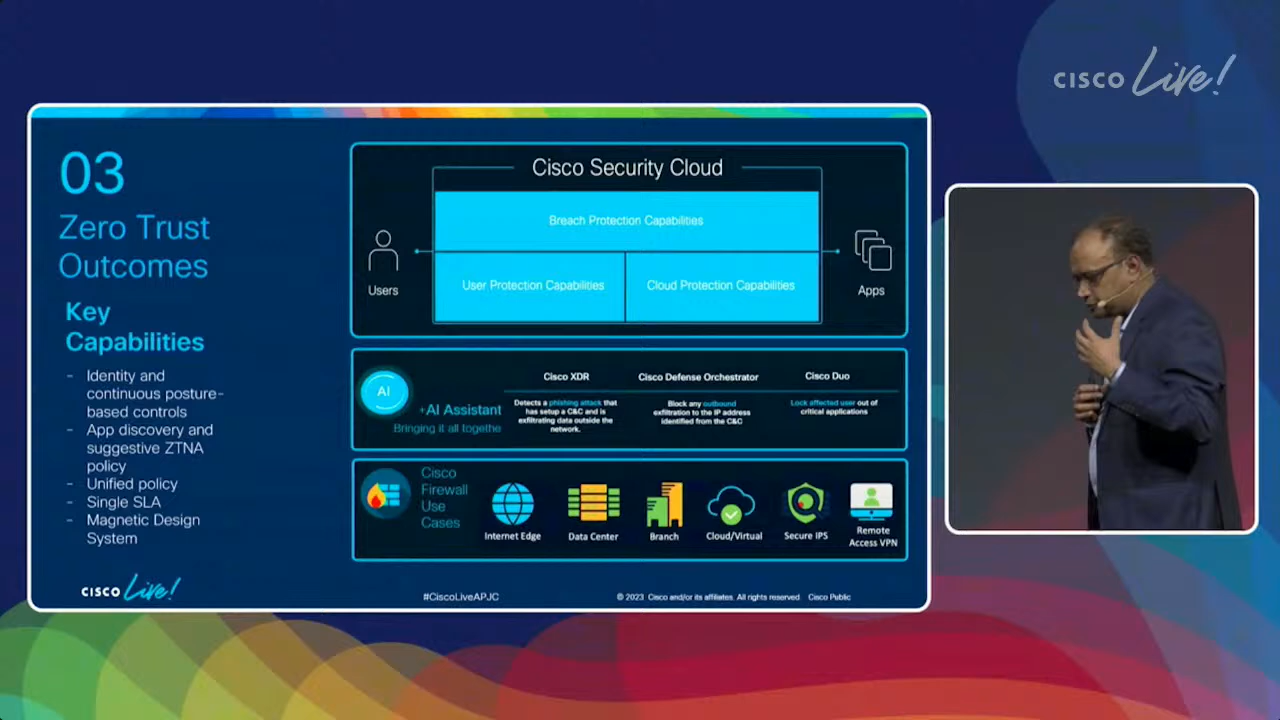 CISCO Live!
03
Zero Trust
Outcomes
Key
Capabilities
- Identity and
continuous posture-
based controls
- App discovery and
suggestive ZTNA
policy
- Unified policy
- Single SLA
- Magnetic Design
System
Cisco Security Cloud
Breach Protection Capabilities
User Protection Capabilities
Cloud Protection Capabilities
Users
Apps
AI
+AI Assistant
Bringing it all togethe
Cisco XDR
Detects a phishing attack that
has setup a C&C and is
exfiltrating data outside the
network.
Cisco Defense Orchestrator
Block any outbound
exfiltration to the IP address
identified from the C&C
Cisco Duo
Lock affected user out of
critical applications
Cisco
Firewall
Use
Cases
Internet Edge
Data Center
Branch
Cloud/Virtual
Secure IPS
Remote
Access VPN
CISCO Live!
#CiscoLiveAPJC
© 2023 Cisco and/or its affiliates. All rights reserved
Cisco Public